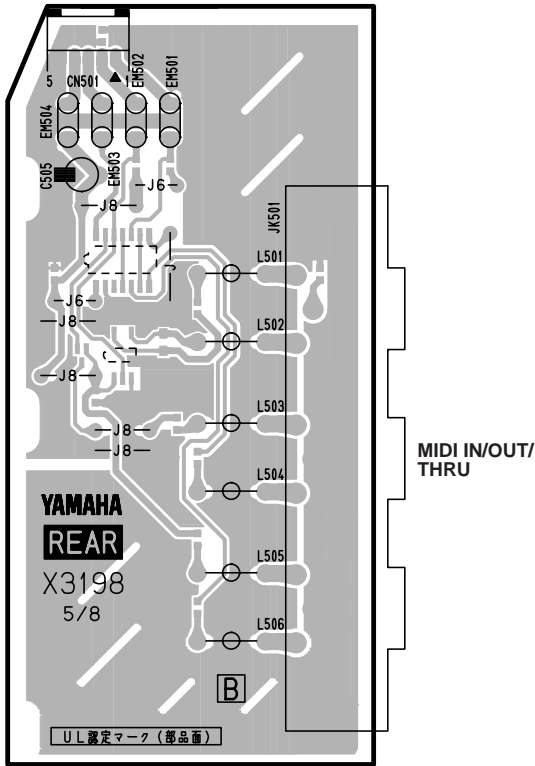 5 CN501 1
EM502
EM501
EM504
EM503
C505
J6
J8
JK501
L501
J6
J8
L502
J8
L503
J8
J8
L504
MIDI IN/OUT/
THRU
YAMAHA
REAR
X3198
5/8
L505
L506
B
UL認定マーク (部品面)